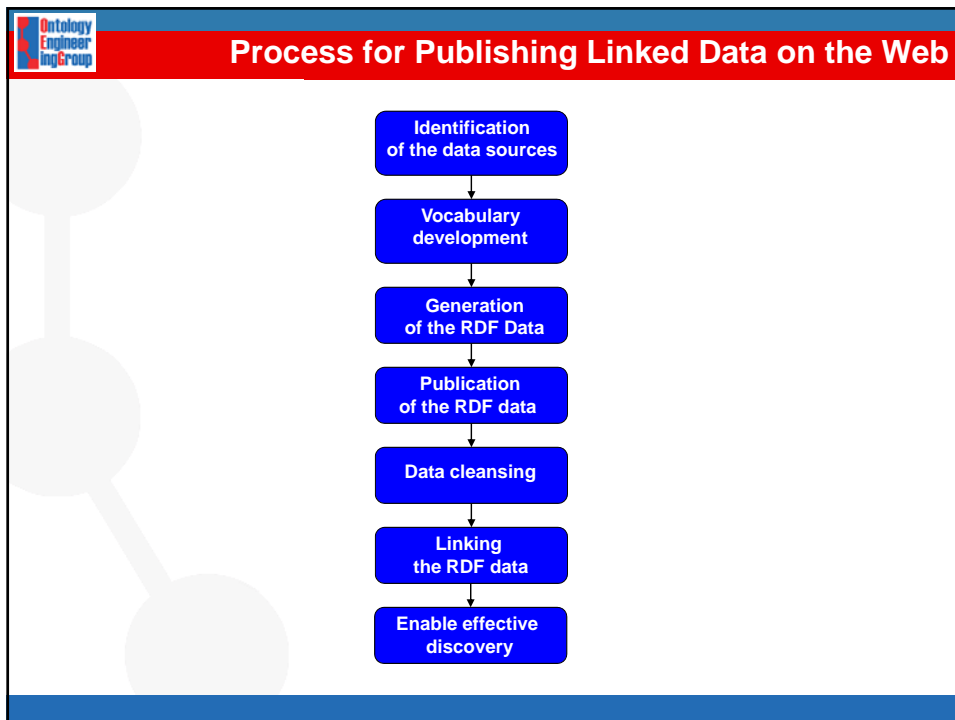 Ontology
Engineer
ingGroup
Process for Publishing Linked Data on the Web
Identification
of the data sources
Vocabulary
development
Generation
of the RDF Data
Publication
of the RDF data
Data cleansing
Linking
the RDF data
Enable effective
discovery